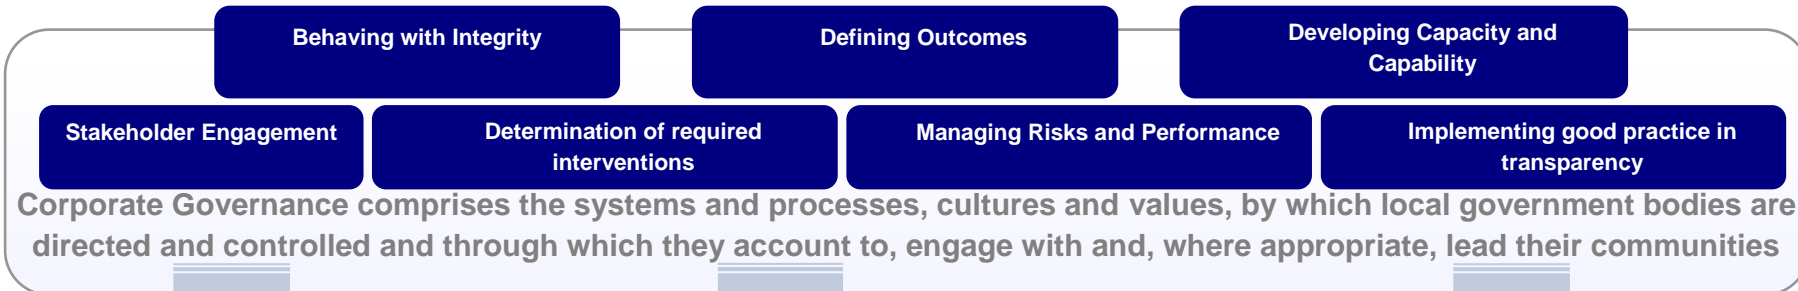 Behaving with Integrity
Defining Outcomes
Developing Capacity and
Capability
Stakeholder Engagement
Determination of required
interventions
Managing Risks and Performance
Implementing good practice in
transparency
Corporate Governance comprises the systems and processes, cultures and values, by which local government bodies are
directed and controlled and through which they account to, engage with and, where appropriate, lead their communities